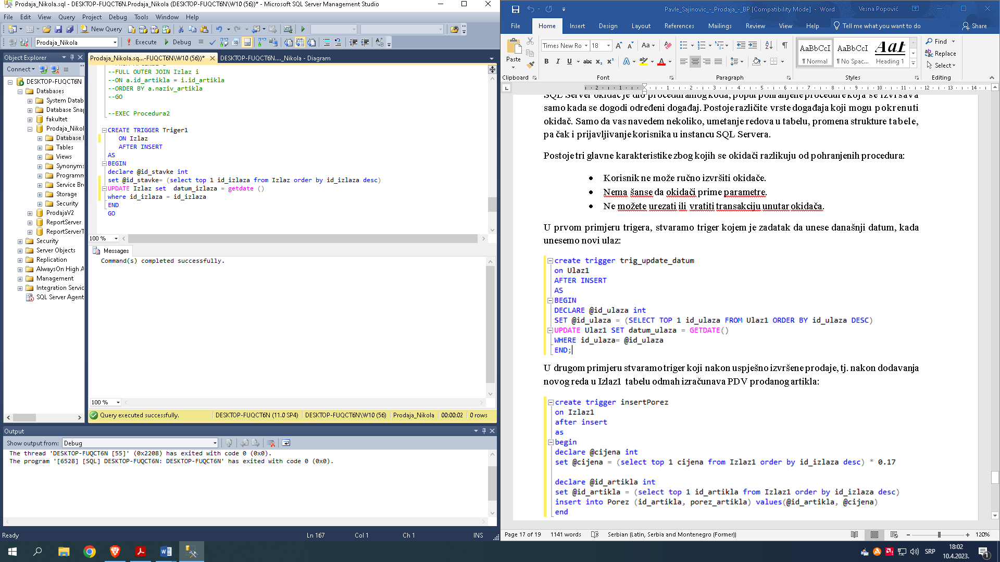 Prodaja_Nikola.sql - DESKTOP-FUQCT6N.Prodaja_Nikola (DESKTOP-FUQCT6N\W10 (56))* - Microsoft SQL Server Management Studio
File Edit View Query Project Debug Tools Window Help
New Query
Prodaja_Nikola Execute Debug
Object Explorer
Connect
DESKTOP-FUQCT6N
Databases
System Datab
Database Snap
fakultet
Prodaja_Nikol
Database
Tables
Views
Synonyms
Programm
Service Br
Storage
Security
ProdajaV2
ReportServer
ReportServerT
Security
Server Objects
Replication
AlwaysOn High A
Management
Integration Servic
SQL Server Agent
Prodaja_Nikola.sq...-FUQCT6N\W10 (56))* DESKTOP-FUQCT6N...._Nikola - Diagram
--FULL OUTER JOIN Izlaz i
--ON a.id_artikla = i.id_artikla
--ORDER BY a.naziv_artikla
--GO
--EXEC Procedura2
CREATE TRIGGER Triger1
ON Izlaz
AFTER INSERT
AS
BEGIN
declare @id_stavke int
set @id_stavke= (select top 1 id_izlaza from Izlaz order by id_izlaza desc)
UPDATE Izlaz set  datum_izlaza = getdate ()
where id_izlaza = id_izlaza
END
GO
100 %
Messages
Command(s) completed successfully.
100 %
Query executed successfully. DESKTOP-FUQCT6N (11.0 SP4) DESKTOP-FUQCT6N\W10 (56) Prodaja_Nikola 00:00:02 0 rows
Output
Show output from: Debug
The thread 'DESKTOP-FUQCT6N [55]' (0x2208) has exited with code 0 (0x0).
The program '[6528] [SQL] DESKTOP-FUQCT6N: DESKTOP-FUQCT6N' has exited with code 0 (0x0).
Ready Ln 167 Col 1 Ch 1 INS
Pavle_Sajinovic_-_Prodaja_-_BP [Compatibility Mode] - Word Vesna Popović
File Home Insert Design Layout References Mailings Review View Help Tell me what you want to do Share
Paste
Times New Ro 18
AaBbCcI AaBbCcI AaI
¶ Normal ¶ No Spac... Heading 1
Find
Replace
Select
Clipboard Font Paragraph Styles Editing
2 1 1 2 3 4 5 6 7 8 9 10 11 12 13 14
SQL Server okidač je dio proceduralnog koda, poput pohranjene procedure koja se izvršava
samo kada se dogodi određeni događaj. Postoje različite vrste događaja koji mogu pokrenuti
okidač. Samo da vas navedem nekoliko, umetanje redova u tabelu, promena strukture tabele,
pa čak i prijavljivanje korisnika u instancu SQL Servera.
Postoje tri glavne karakteristike zbog kojih se okidači razlikuju od pohranjenih procedura:
• Korisnik ne može ručno izvršiti okidače.
• Nema šanse da okidači prime parametre.
• Ne možete urezati ili vratiti transakciju unutar okidača.
U prvom primjeru trigera, stvaramo triger kojem je zadatak da unese današnji datum, kada
unesemo novi ulaz:
create trigger trig_update_datum
on Ulaz1
AFTER INSERT
AS
BEGIN
DECLARE @id_ulaza int
SET @id_ulaza = (SELECT TOP 1 id_ulaza FROM Ulaz1 ORDER BY id_ulaza DESC)
UPDATE Ulaz1 SET datum_ulaza = GETDATE()
WHERE id_ulaza= @id_ulaza
END;
U drugom primjeru stvaramo triger koji nakon uspješno izvršene prodaje, tj. nakon dodavanja
novog reda u Izlaz1 tabelu odmah izračunava PDV prodanog artikla:
create trigger insertPorez
on Izlaz1
after insert
as
begin
declare @cijena int
set @cijena = (select top 1 cijena from Izlaz1 order by id_izlaza desc) * 0.17
declare @id_artikla int
set @id_artikla = (select top 1 id_artikla from Izlaz1 order by id_izlaza desc)
insert into Porez (id_artikla, porez_artikla) values(@id_artikla, @cijena)
end
Page 17 of 19 1141 words Serbian (Latin, Serbia and Montenegro (Former)) 120%
SRP 18:02
10.4.2023.
1